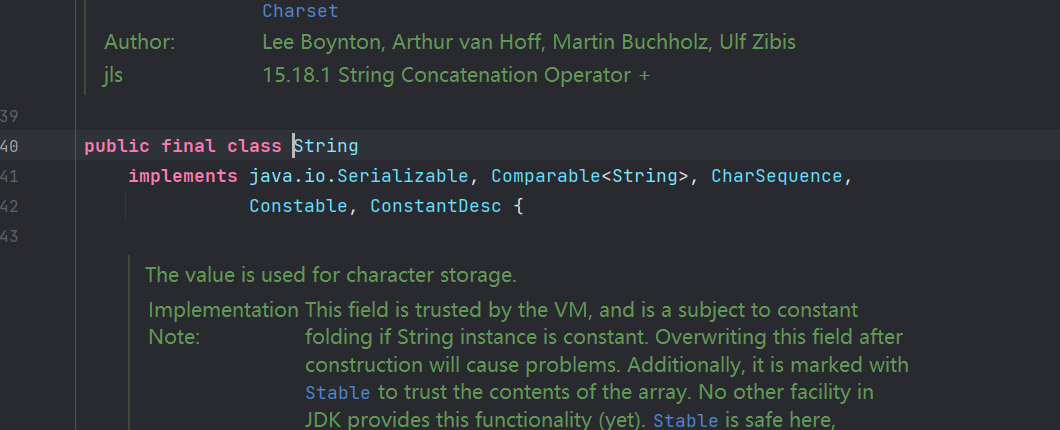 Charset
Author: Lee Boynton, Arthur van Hoff, Martin Buchholz, Ulf Zibis
jls 15.18.1 String Concatenation Operator +
39
40 public final class String
41 implements java.io.Serializable, Comparable<String>, CharSequence,
42 Constable, ConstantDesc {
43
The value is used for character storage.
Implementation This field is trusted by the VM, and is a subject to constant
Note: folding if String instance is constant. Overwriting this field after
construction will cause problems. Additionally, it is marked with
Stable to trust the contents of the array. No other facility in
JDK provides this functionality (yet). Stable is safe here,